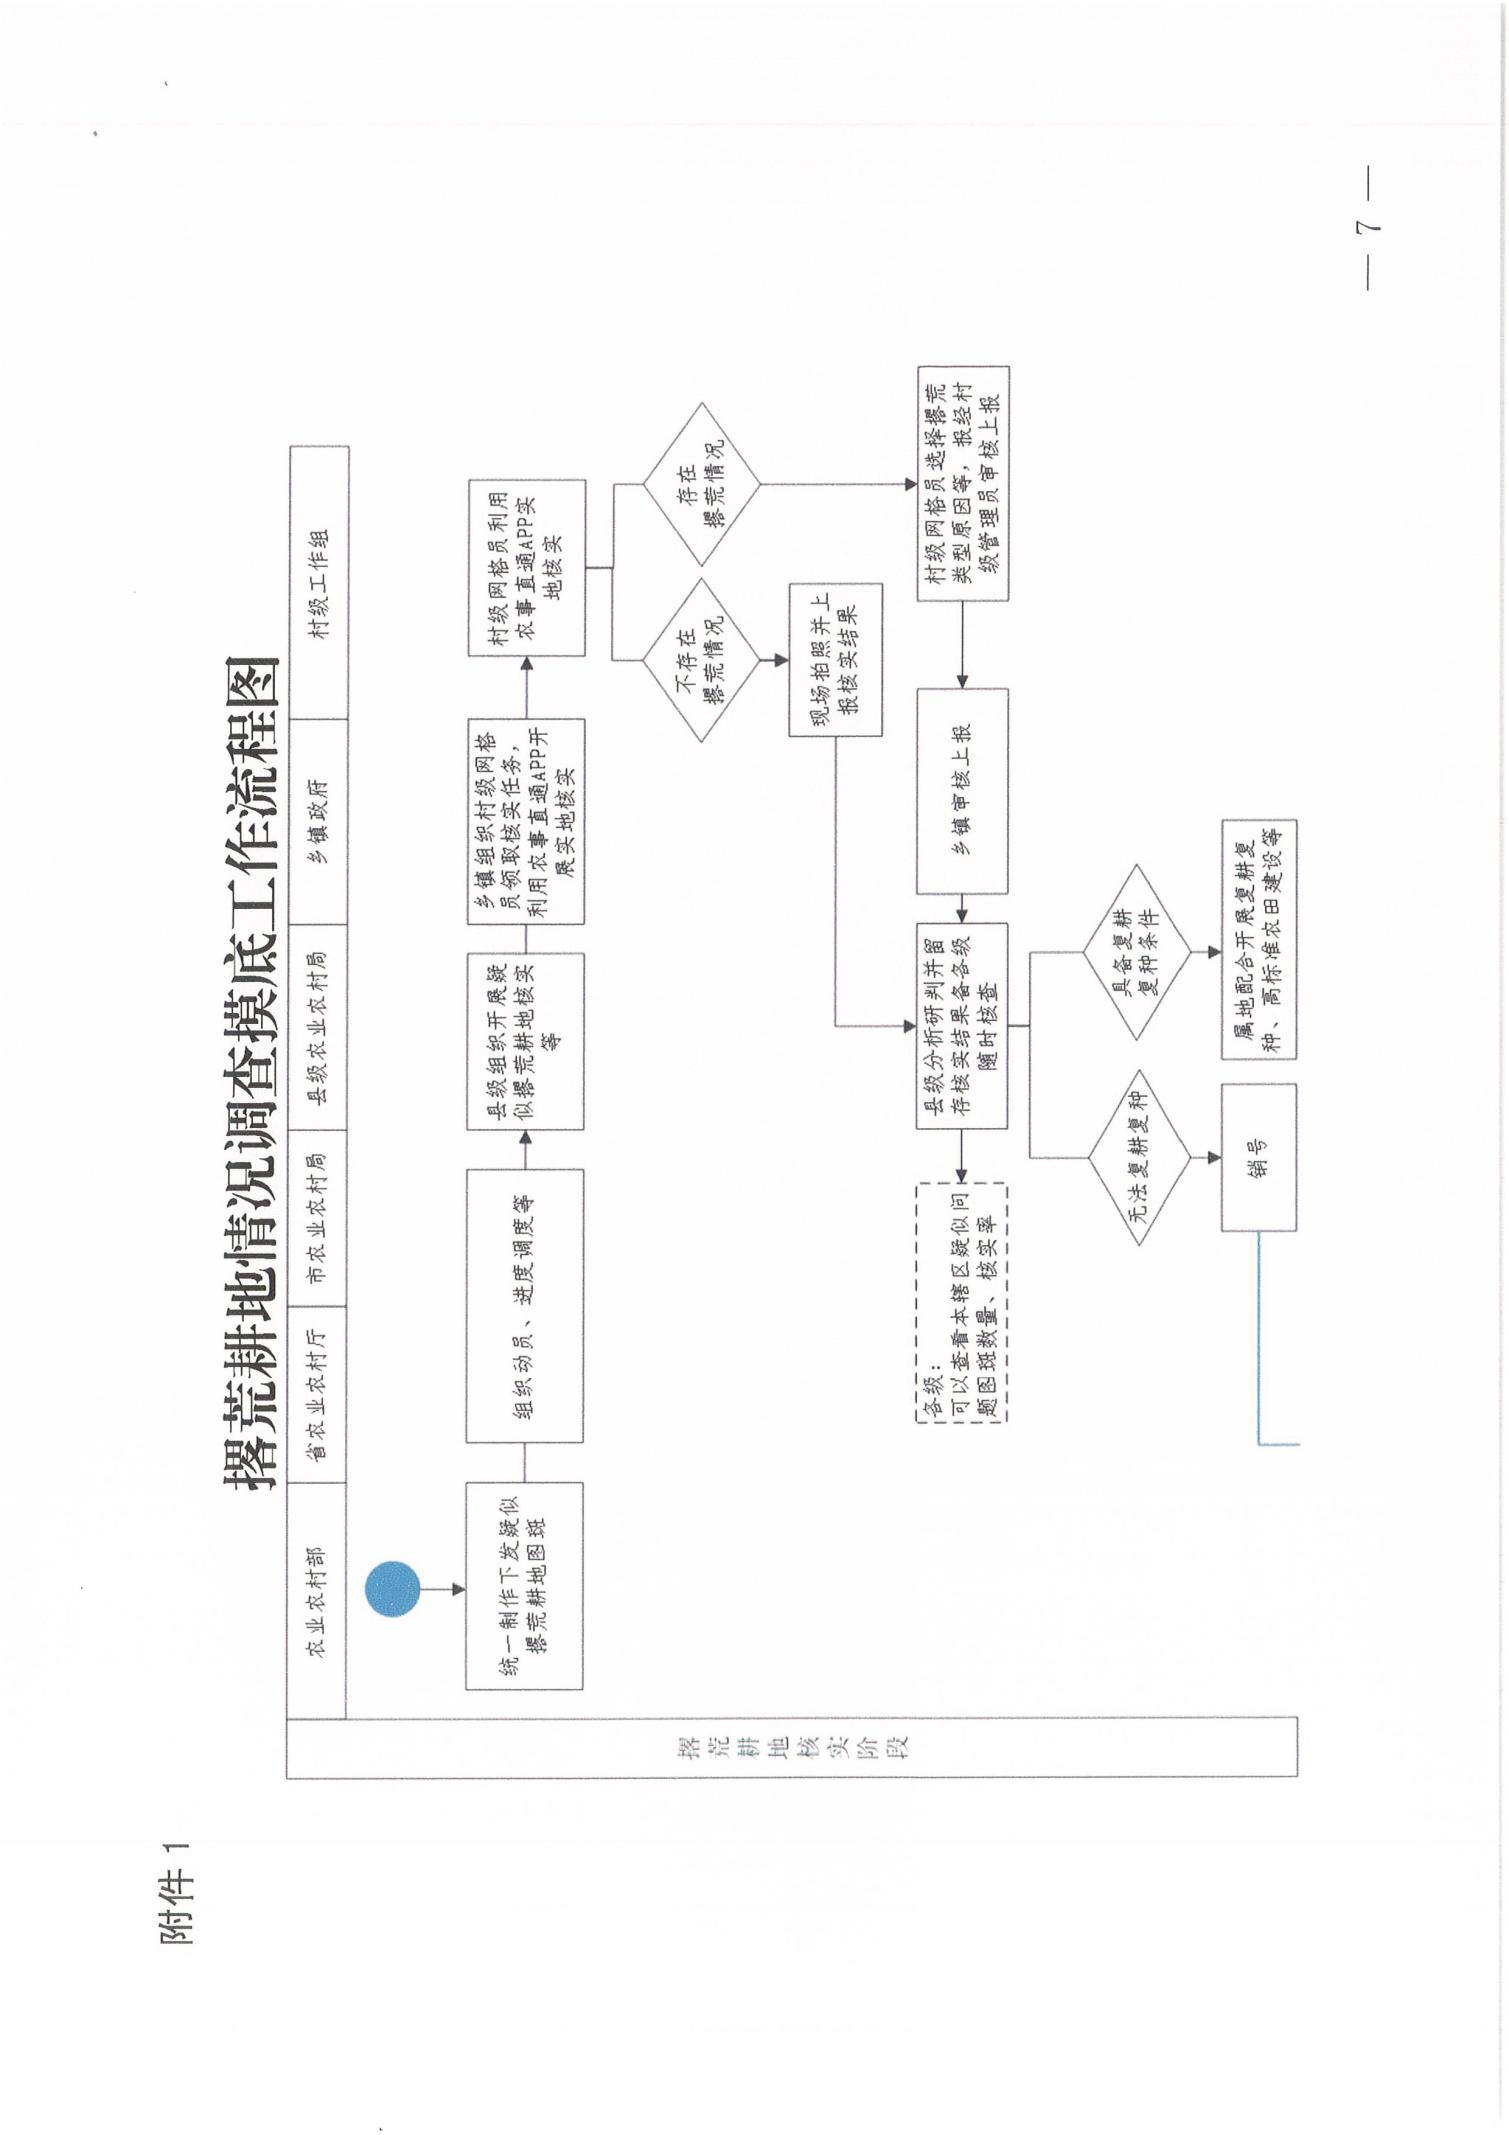 附件 1
撂荒耕地情况调查摸底工作流程图
农业农村部
省农业农村厅
市农业农村局
县级农业农村局
乡镇政府
村级工作组
撂荒耕地核实阶段
统一制作下发疑似
撂荒耕地图斑
组织动员、进度调度等
县级组织开展疑
似撂荒耕地核实
等
乡镇组织村级网格
员领取核实任务，
利用农事直通APP开
展实地核实
村级网格员利用
农事直通APP实
地核实
不存在
撂荒情况
存在
撂荒情况
现场拍照并上
报核实结果
各级：
可以查看本辖区疑似问
题图斑数量、核实率
县级分析研判并留
存核实结果备各级
随时核查
乡镇审核上报
村级网格员选择撂荒
类型原因等，报经村
级管理员审核上报
无法复耕复种
具备复耕
复种条件
销号
属地配合开展复耕复
种、高标准农田建设等
— 7 —